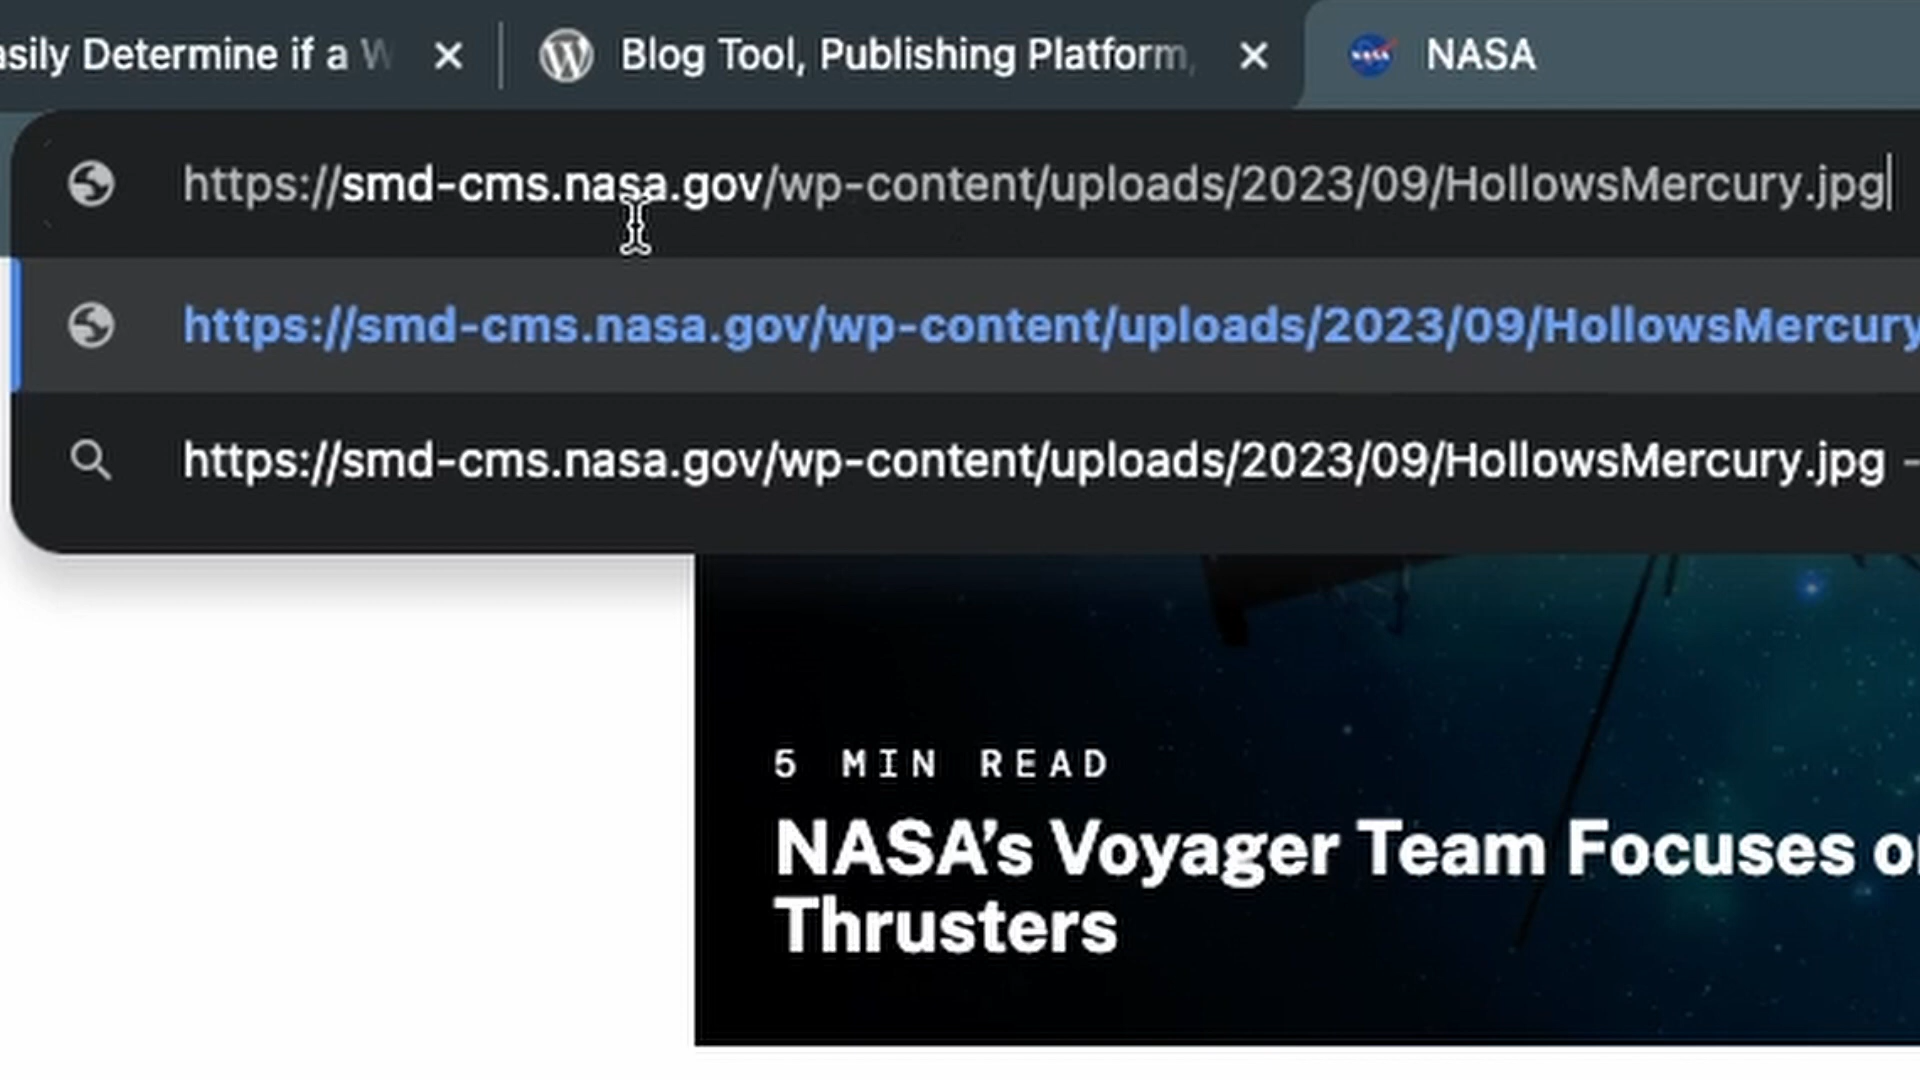 asily Determine if a W
Blog Tool, Publishing Platform,
NASA
https://smd-cms.nasa.gov/wp-content/uploads/2023/09/HollowsMercury.jpg
https://smd-cms.nasa.gov/wp-content/uploads/2023/09/HollowsMercury
https://smd-cms.nasa.gov/wp-content/uploads/2023/09/HollowsMercury.jpg -
5 MIN READ
NASA’s Voyager Team Focuses o
Thrusters